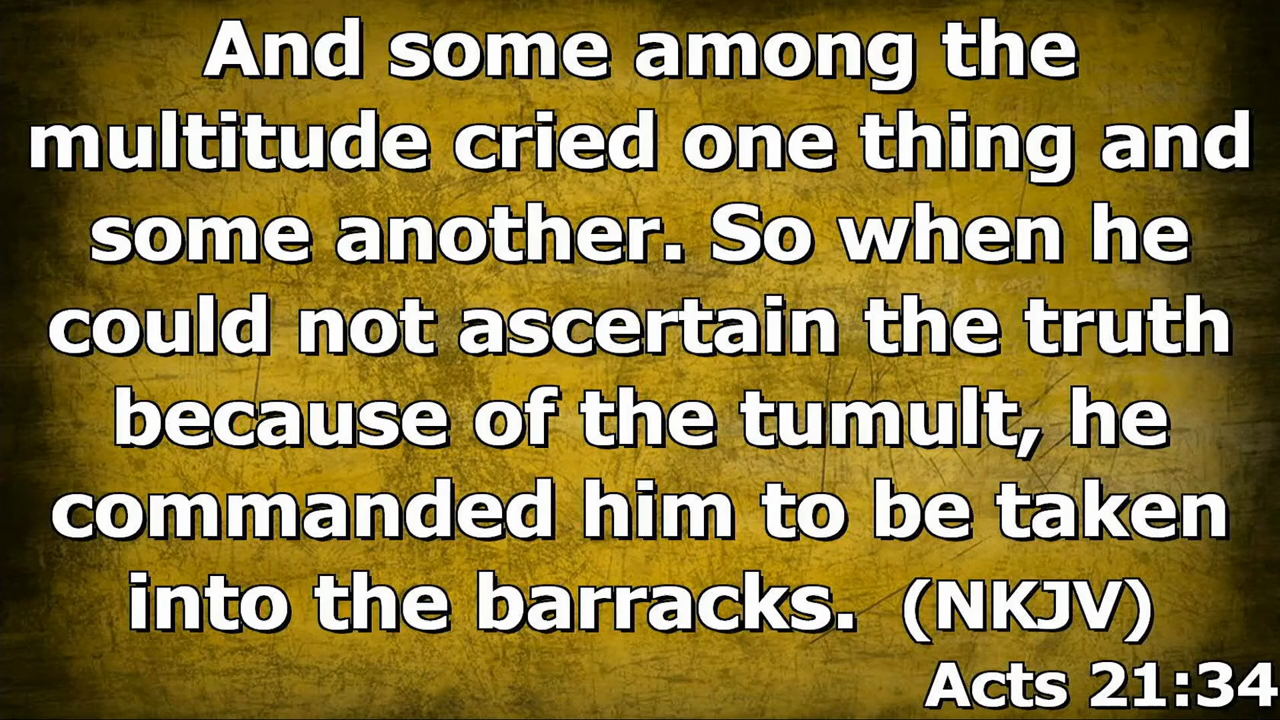 And some among the
multitude cried one thing and
some another. So when he
could not ascertain the truth
because of the tumult, he
commanded him to be taken
into the barracks. (NKJV)
Acts 21:34